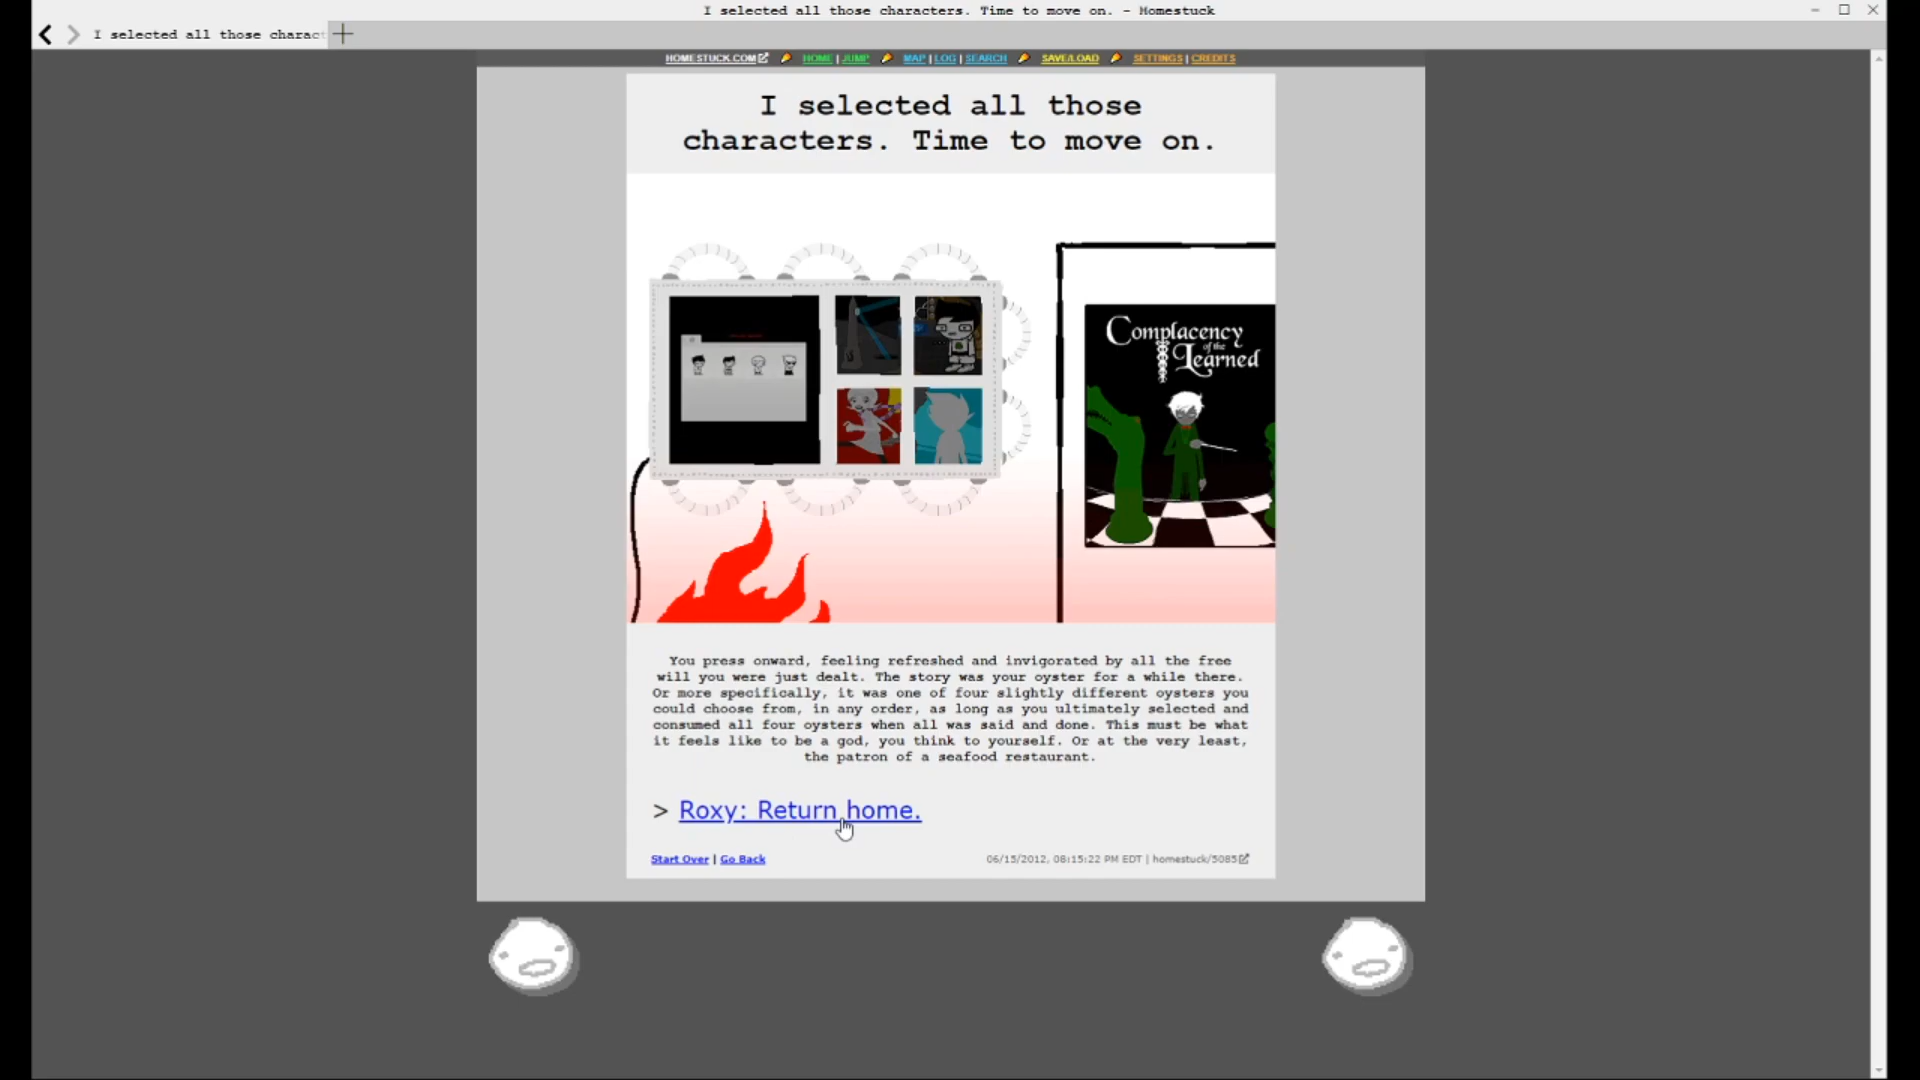 I selected all those characters. Time to move on. - Homestuck
I selected all those charact
HOMESTUCK.COM HOME | JUMP MAP | LOG | SEARCH SAVE/LOAD SETTINGS | CREDITS
I selected all those
characters. Time to move on.
Complacency
of the
Learned
You press onward, feeling refreshed and invigorated by all the free
will you were just dealt. The story was your oyster for a while there.
Or more specifically, it was one of four slightly different oysters you
could choose from, in any order, as long as you ultimately selected and
consumed all four oysters when all was said and done. This must be what
it feels like to be a god, you think to yourself. Or at the very least,
the patron of a seafood restaurant.
> Roxy: Return home.
Start Over | Go Back 06/15/2012, 08:15:22 PM EDT | homestuck/5085